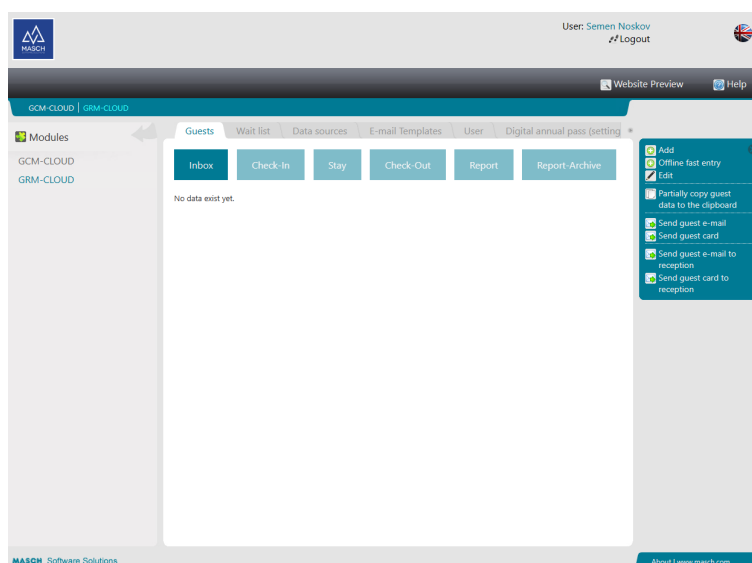 MASCH
User: Semen Noskov
Logout
Website Preview
Help
GCM-CLOUD | GRM-CLOUD
Modules
GCM-CLOUD
GRM-CLOUD
Guests
Wait list
Data sources
E-mail Templates
User
Digital annual pass (setting
Inbox
Check-In
Stay
Check-Out
Report
Report-Archive
No data exist yet.
Add
Offline fast entry
Edit
Partially copy guest
data to the clipboard
Send guest e-mail
Send guest card
Send guest e-mail to
reception
Send guest card to
reception
MASCH Software Solutions
About | www.masch.com